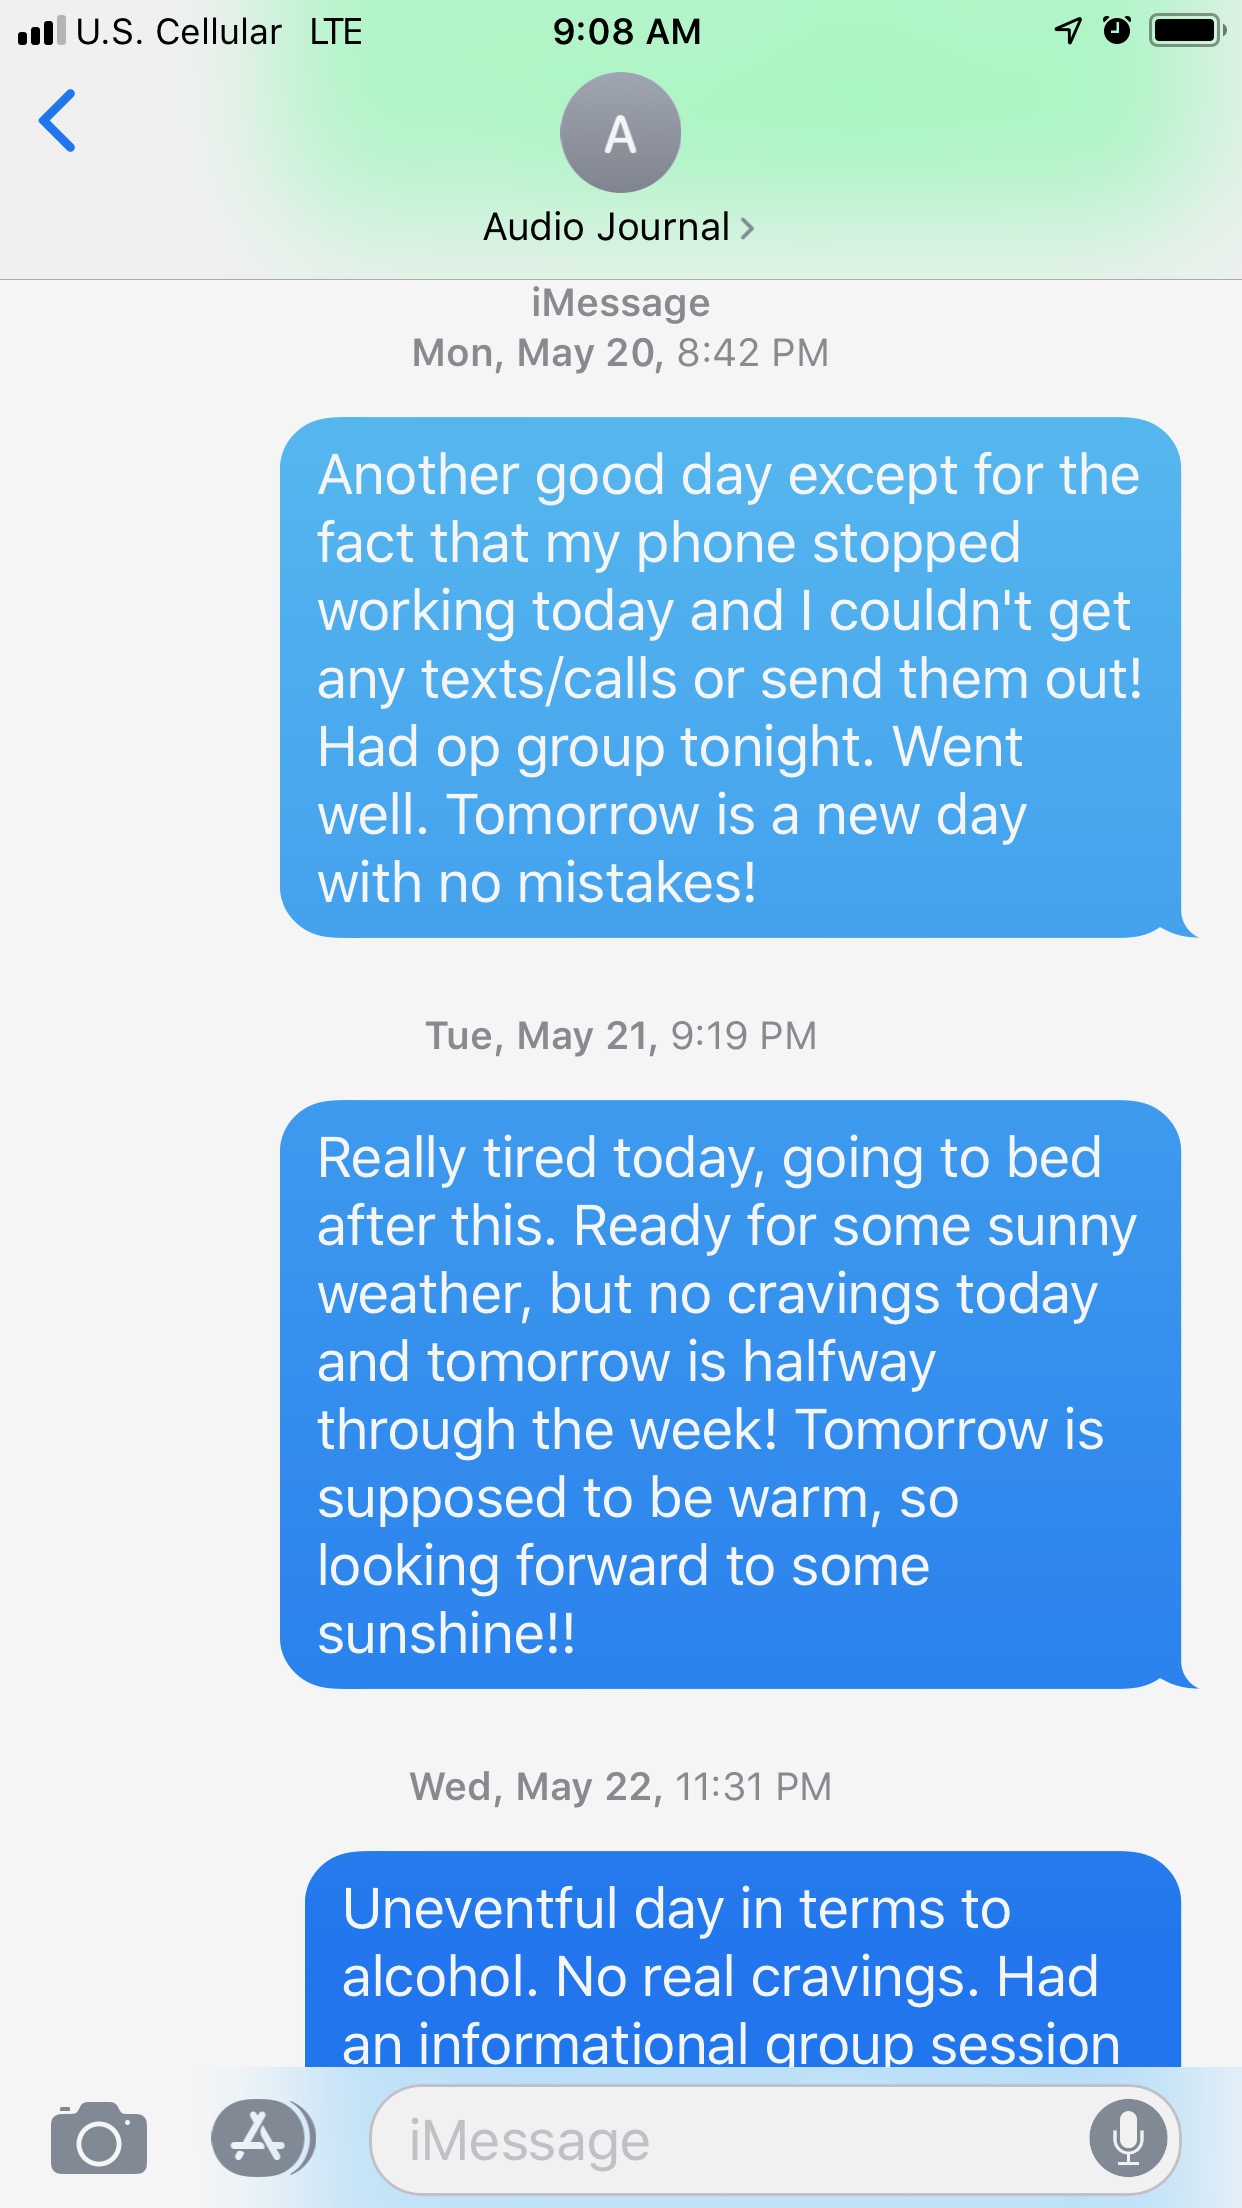 U.S. Cellular LTE 9:08 AM
A
Audio Journal
iMessage
Mon, May 20, 8:42 PM
Another good day except for the
fact that my phone stopped
working today and I couldn't get
any texts/calls or send them out!
Had op group tonight. Went
well. Tomorrow is a new day
with no mistakes!
Tue, May 21, 9:19 PM
Really tired today, going to bed
after this. Ready for some sunny
weather, but no cravings today
and tomorrow is halfway
through the week! Tomorrow is
supposed to be warm, so
looking forward to some
sunshine!!
Wed, May 22, 11:31 PM
Uneventful day in terms to
alcohol. No real cravings. Had
an informational group session
iMessage